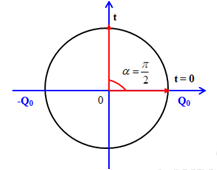 t
α = π/2
t = 0
-Q₀
0
Q₀